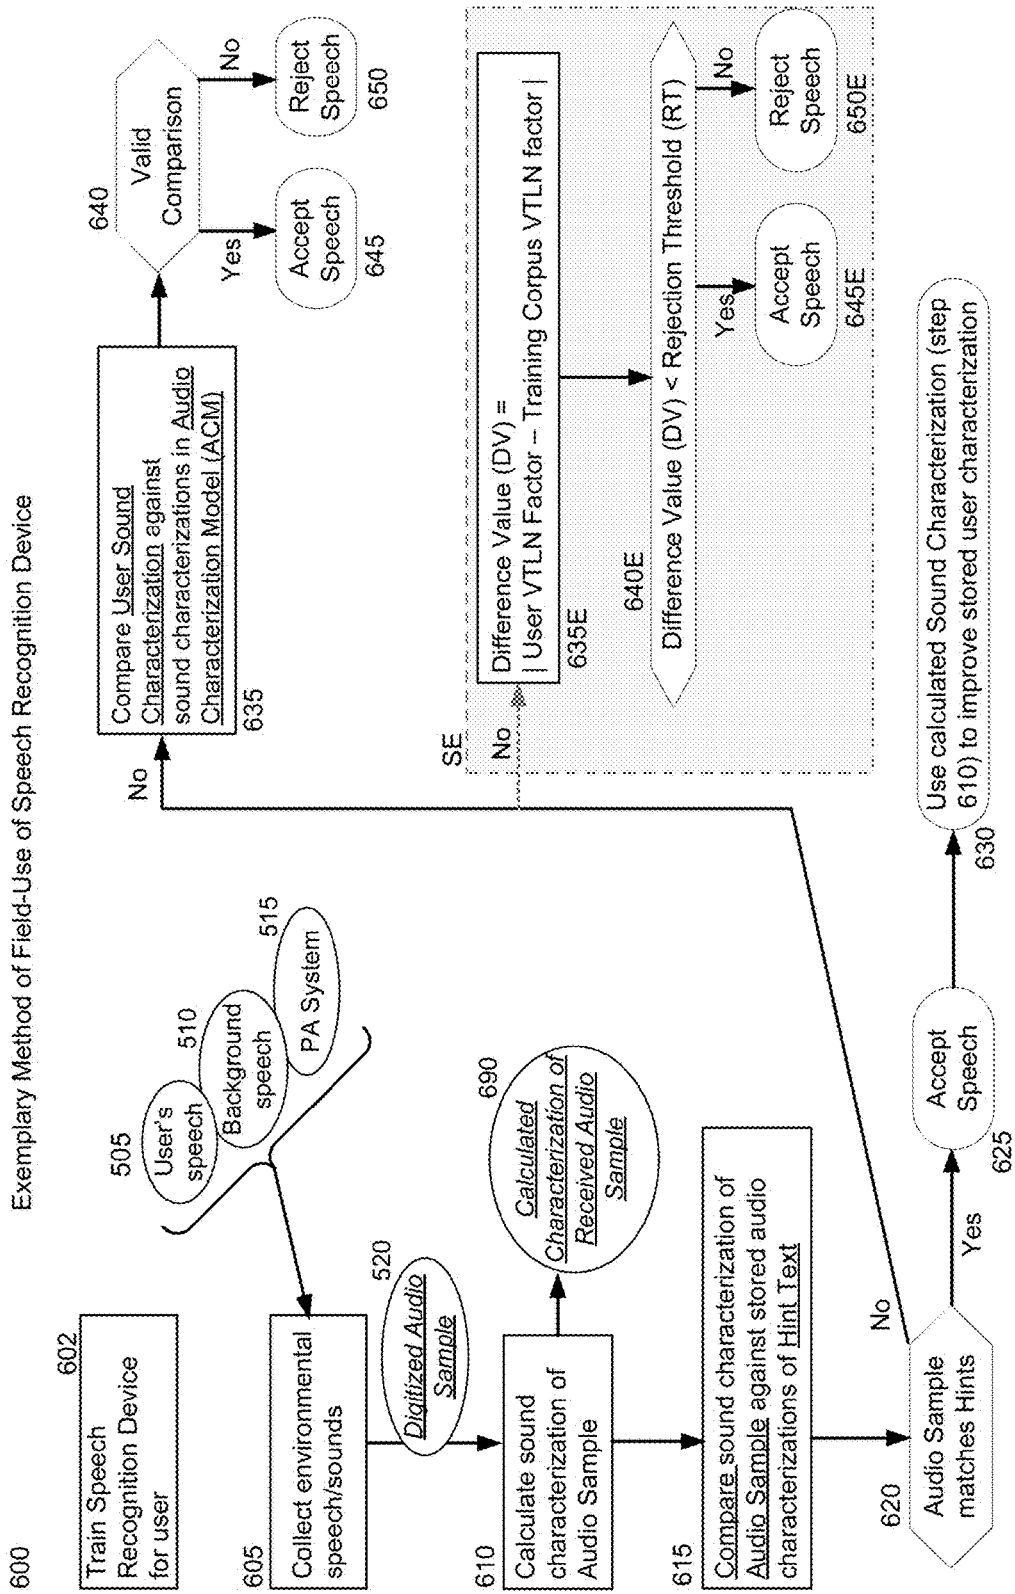 600
Exemplary Method of Field-Use of Speech Recognition Device
602
Train Speech
Recognition Device
for user
505
User's
speech
510
Background
speech
515
PA System
605
Collect environmental
speech/sounds
520
Digitized Audio
Sample
610
Calculate sound
characterization of
Audio Sample
690
Calculated
Characterization of
Received Audio
Sample
615
Compare sound characterization of
Audio Sample against stored audio
characterizations of Hint Text
620
Audio Sample
matches Hints
Yes
No
625
Accept
Speech
630
Use calculated Sound Characterization (step
610) to improve stored user characterization
No
Compare User Sound
Characterization against
sound characterizations in Audio
Characterization Model (ACM)
635
640
Valid
Comparison
Yes
No
Accept
Speech
645
Reject
Speech
650
SE
No
Difference Value (DV) =
| User VTLN Factor – Training Corpus VTLN factor |
635E
640E
Difference Value (DV) < Rejection Threshold (RT)
Yes
No
Accept
Speech
645E
Reject
Speech
650E